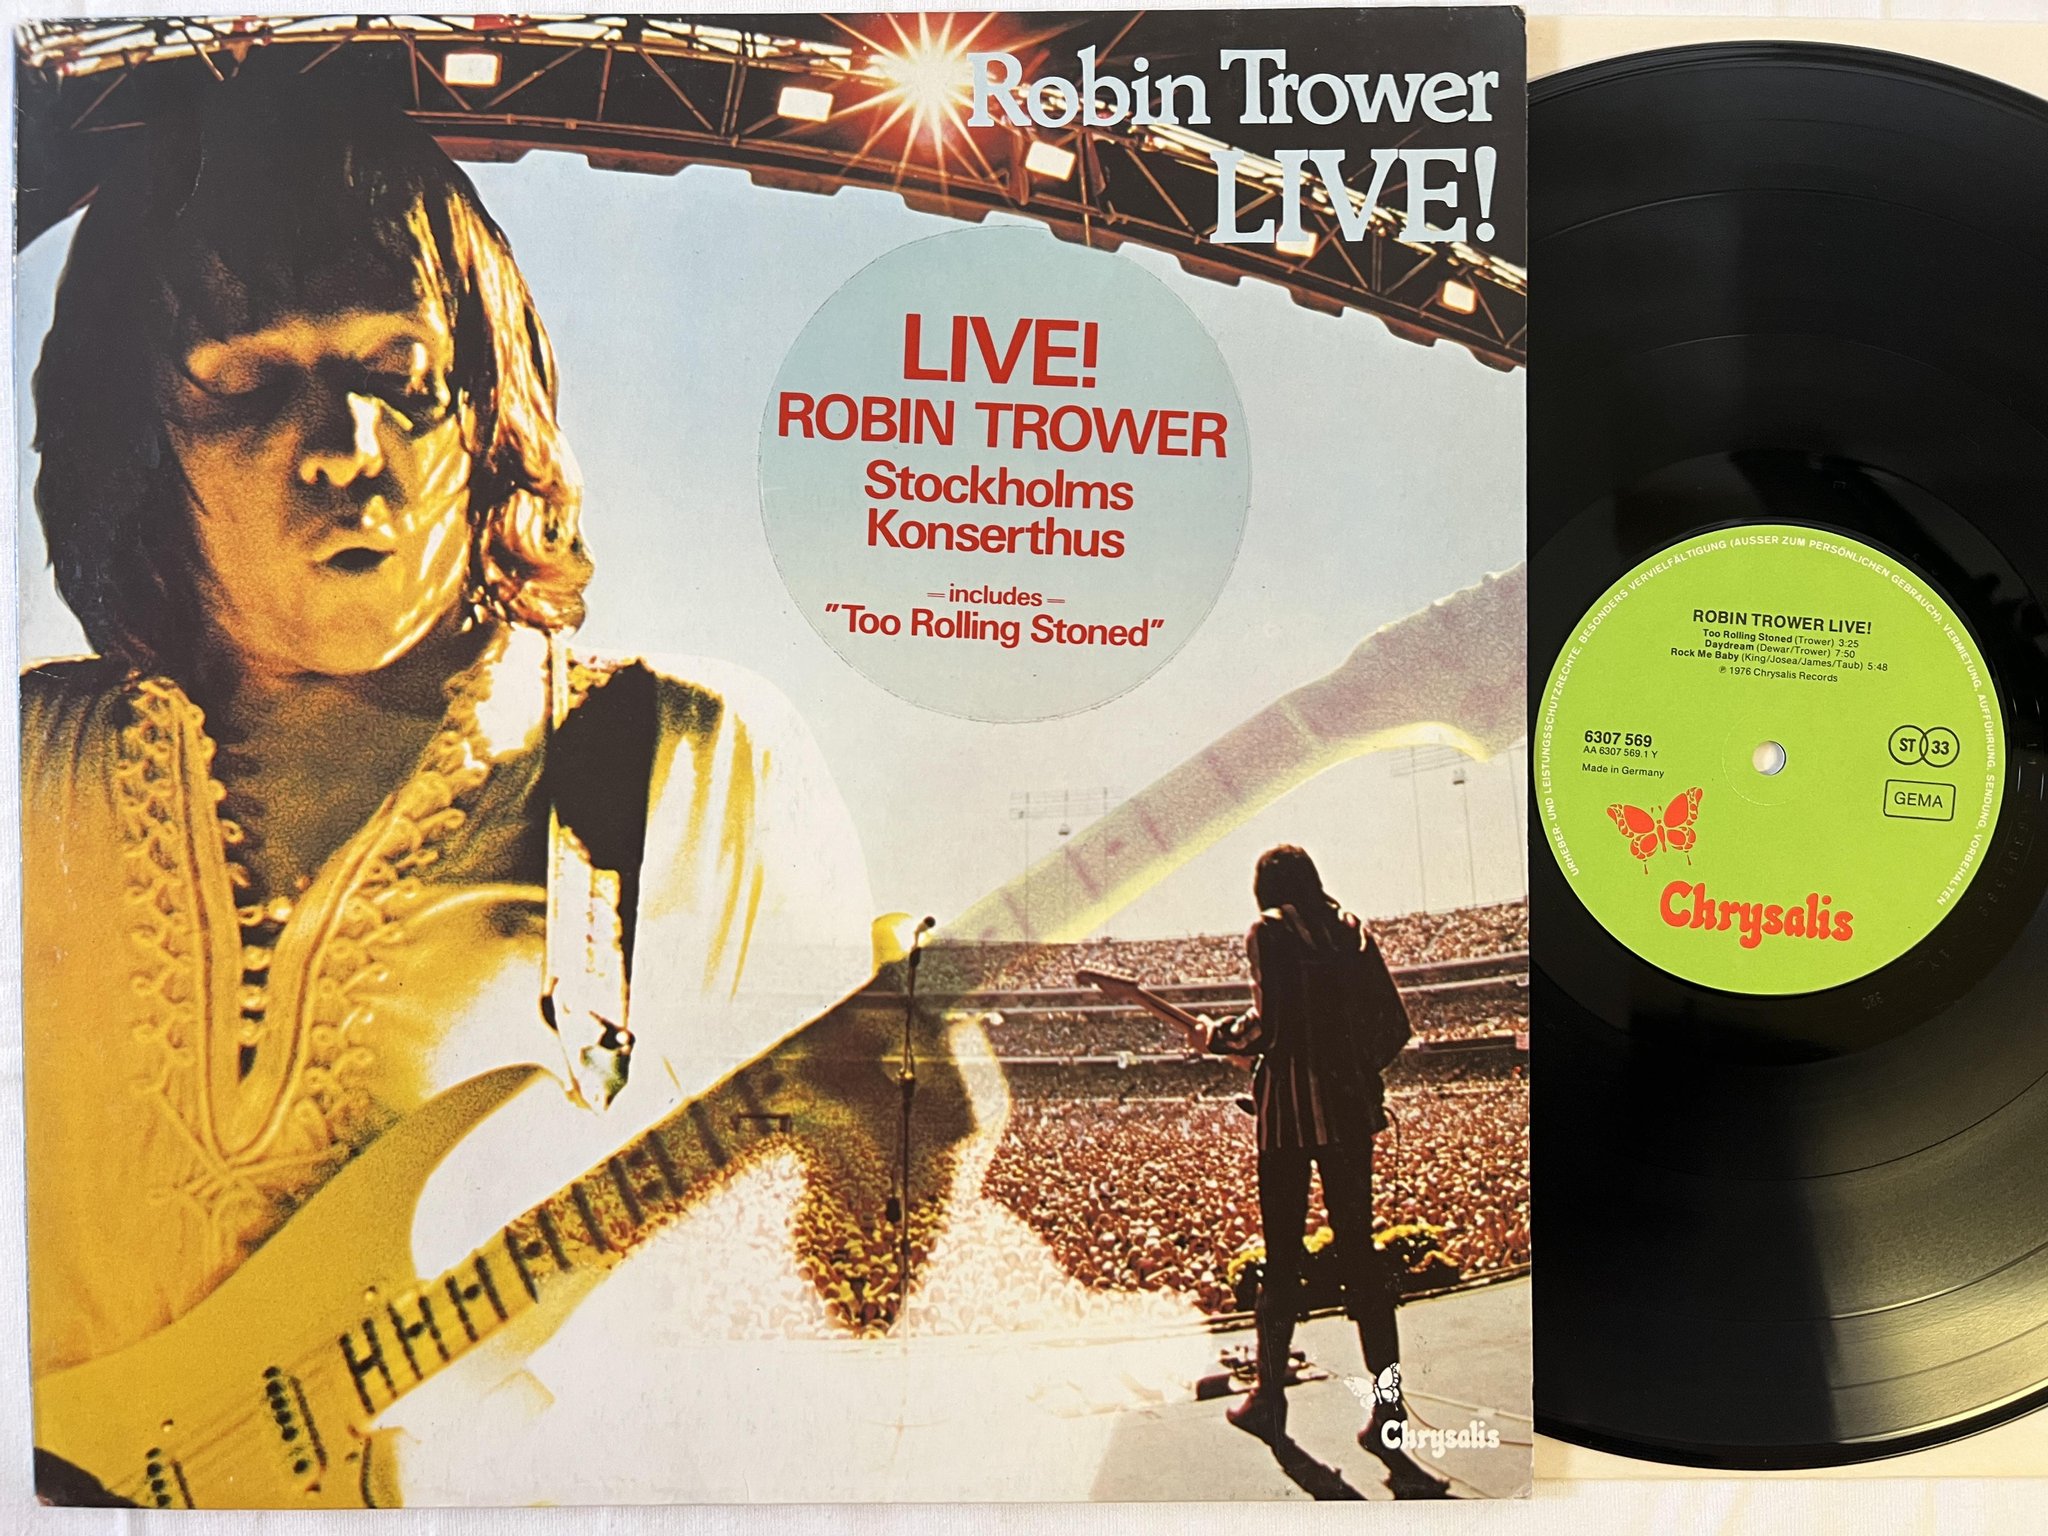 Robin Trower
LIVE!
LIVE!
ROBIN TROWER
Stockholms
Konserthus
=includes=
"Too Rolling Stoned"
Chrysalis
URHEBER- UND LEISTUNGSSCHUTZRECHTE, BESONDERS VERVIELFÄLTIGUNG (AUSSER ZUM PERSÖNLICHEN GEBRAUCH), VERMIETUNG, AUFFÜHRUNG, SENDUNG, VORBEHALTEN
ROBIN TROWER LIVE!
Too Rolling Stoned (Trower) 3:25
Daydream (Dewar/Trower) 7:50
Rock Me Baby (King/Josea/James/Taub) 5:48
℗ 1976 Chrysalis Records
6307 569
AA 6307 569.1 Y
Made in Germany
ST 33
GEMA
Chrysalis